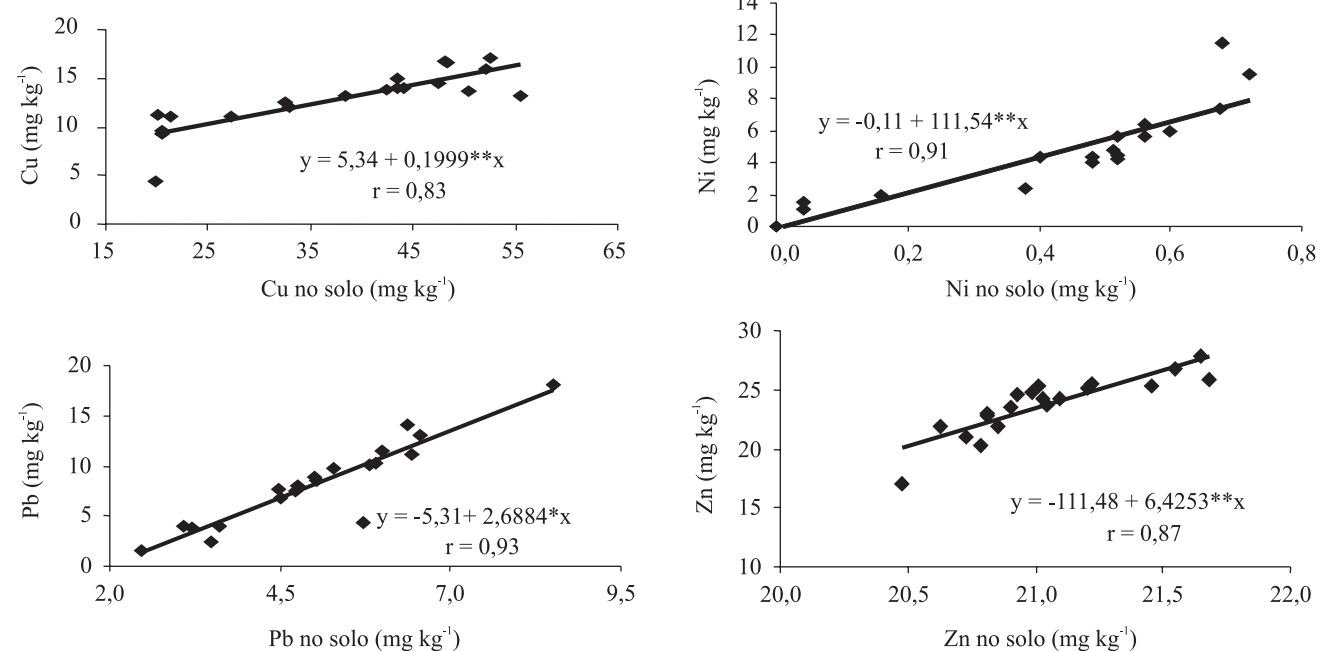 20
15
10
5
0
Cu (mg kg⁻¹)
y = 5,34 + 0,1999**x
r = 0,83
15 25 35 45 55 65
Cu no solo (mg kg⁻¹)
14
12
10
8
6
4
2
0
Ni (mg kg⁻¹)
y = -0,11 + 111,54**x
r = 0,91
0,0 0,2 0,4 0,6 0,8
Ni no solo (mg kg⁻¹)
20
15
10
5
0
Pb (mg kg⁻¹)
y = -5,31+ 2,6884*x
r = 0,93
2,0 4,5 7,0 9,5
Pb no solo (mg kg⁻¹)
30
25
20
15
10
Zn (mg kg⁻¹)
y = -111,48 + 6,4253**x
r = 0,87
20,0 20,5 21,0 21,5 22,0
Zn no solo (mg kg⁻¹)